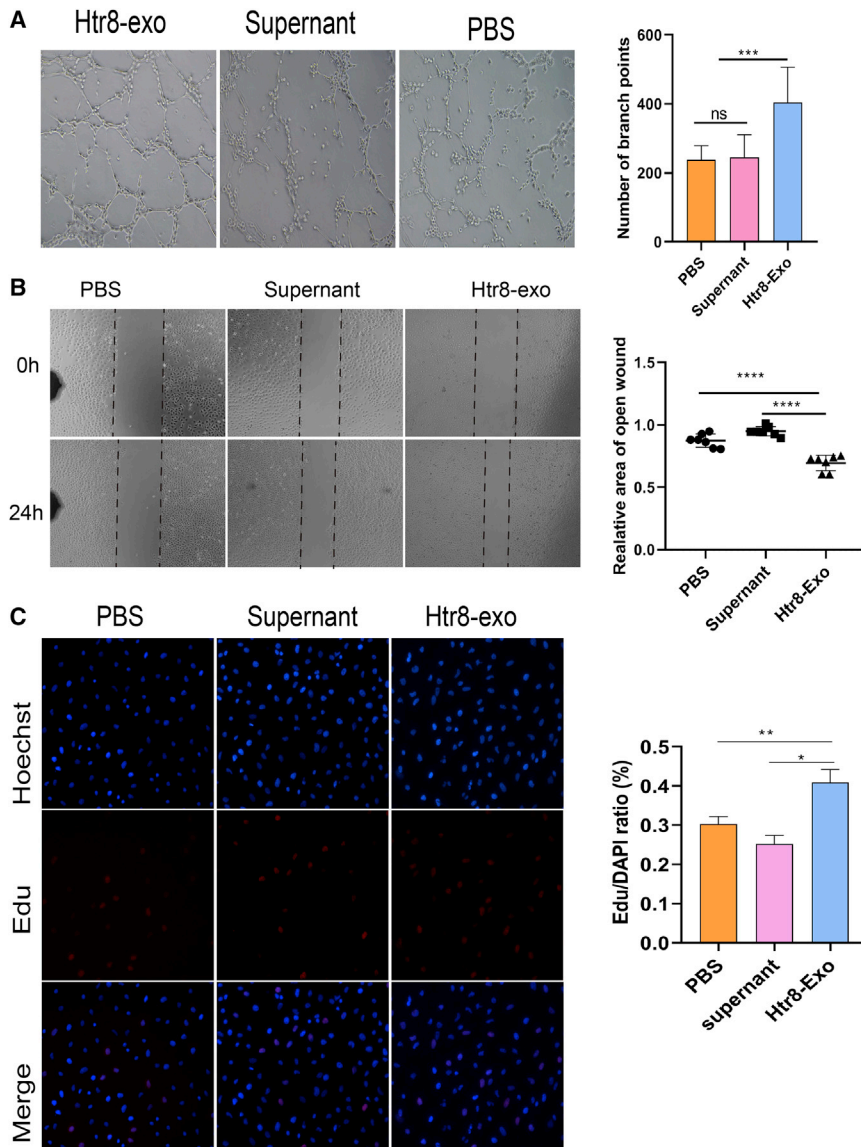 A
Htr8-exo Supernant PBS
Number of branch points
600
400
200
0
ns
***
PBS
Supernant
Htr8-Exo
B
PBS Supernant Htr8-exo
0h
24h
Realative area of open wound
1.5
1.0
0.5
0.0
****
****
PBS
Supernant
Htr8-Exo
C
PBS Supernant Htr8-exo
Hoechst
Edu
Merge
Edu/DAPI ratio (%)
0.5
0.4
0.3
0.2
0.1
0.0
**
*
PBS
supernant
Htr8-Exo